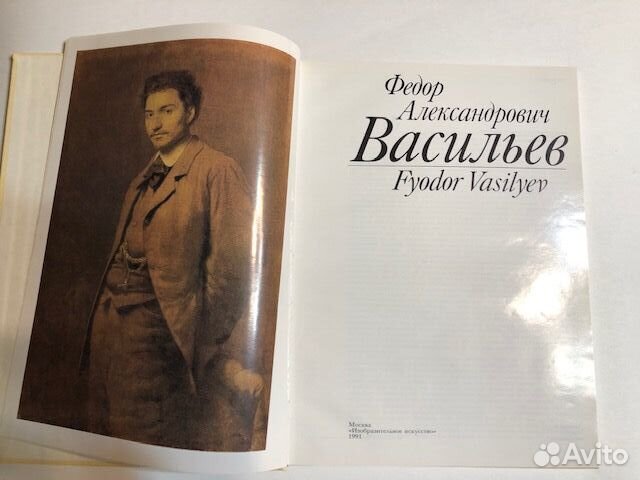 Федор
Александрович
Васильев
Fyodor Vasilyev
Москва
«Изобразительное искусство»
1991
Avito